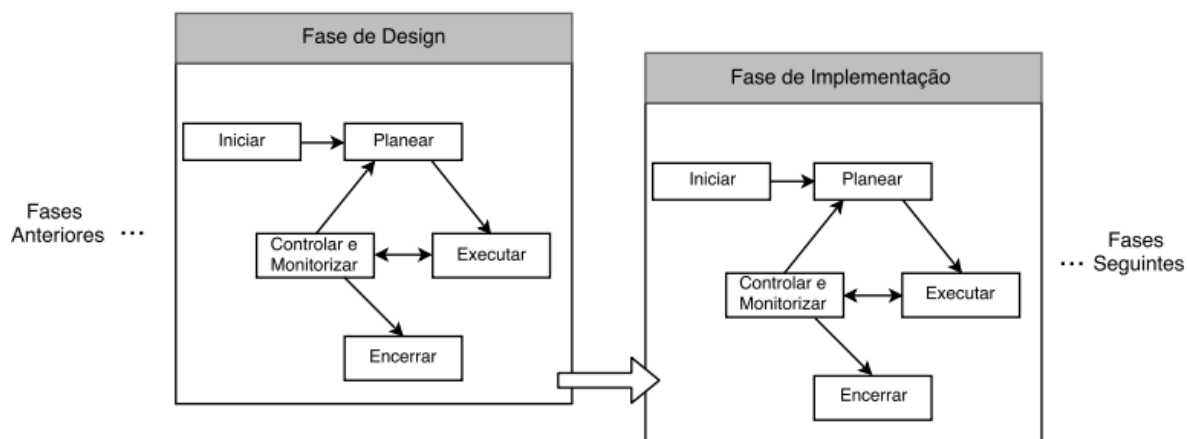 Fase de Design
Iniciar
Planear
Controlar e
Monitorizar
Executar
Encerrar
Fases
Anteriores ...
Fase de Implementação
Iniciar
Planear
Controlar e
Monitorizar
Executar
Encerrar
Fases
... Seguintes